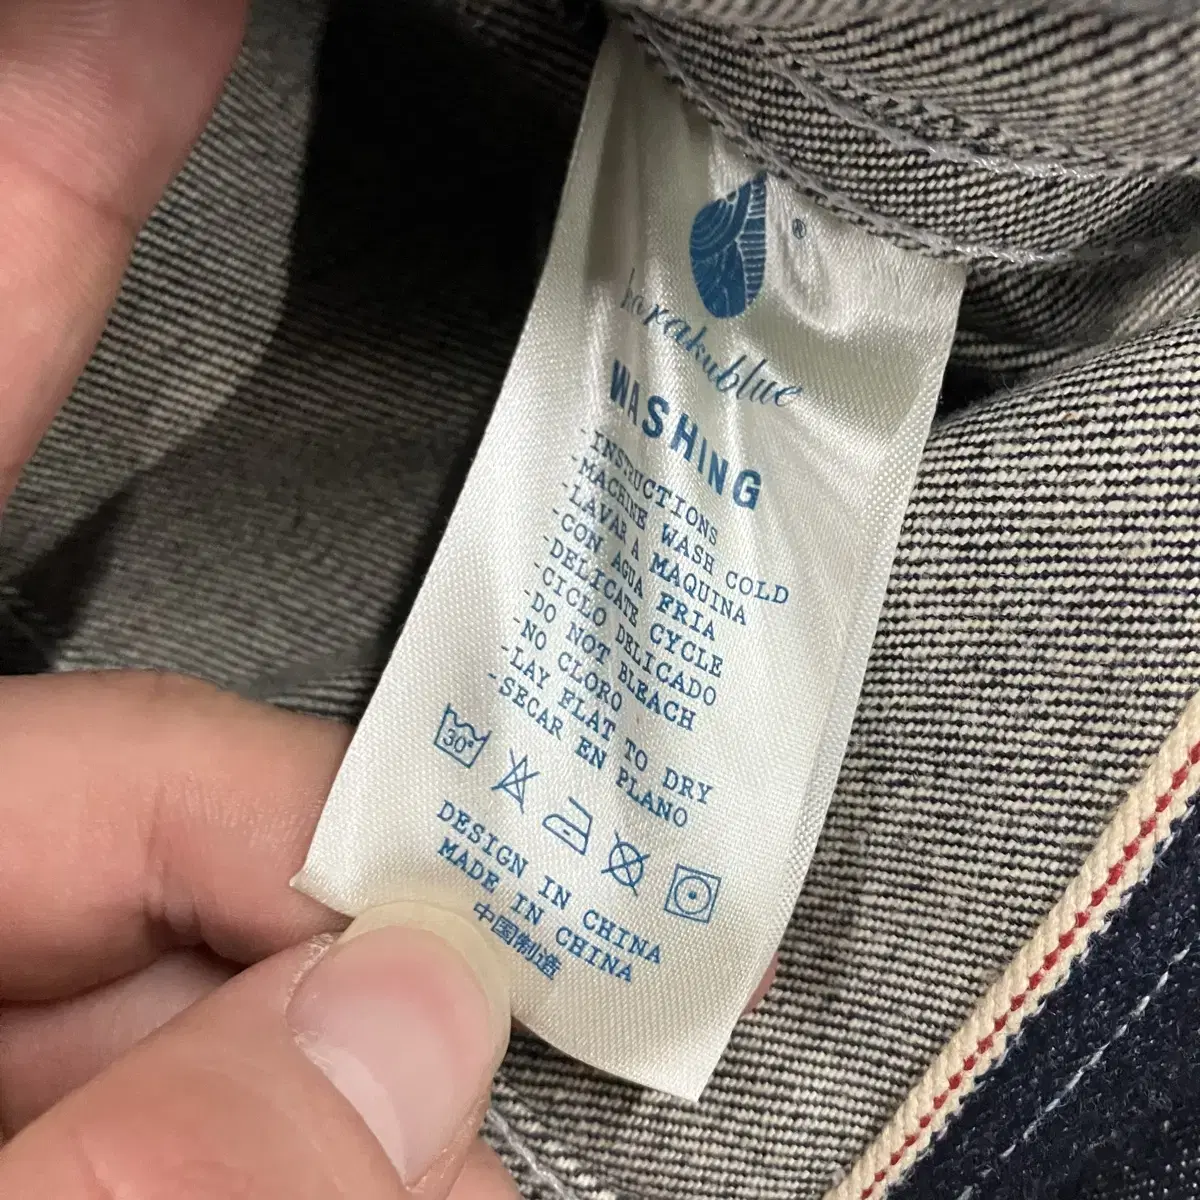 ®
harakublue
WASHING
-INSTRUCTIONS
-MACHINE WASH COLD
-LAVAR A MAQUINA
-CON AGUA FRIA
-DELICATE CYCLE
-CICLO DELICADO
-DO NOT BLEACH
-NO CLORO
-LAY FLAT TO DRY
-SECAR EN PLANO
30°
DESIGN IN CHINA
MADE IN CHINA
中国制造